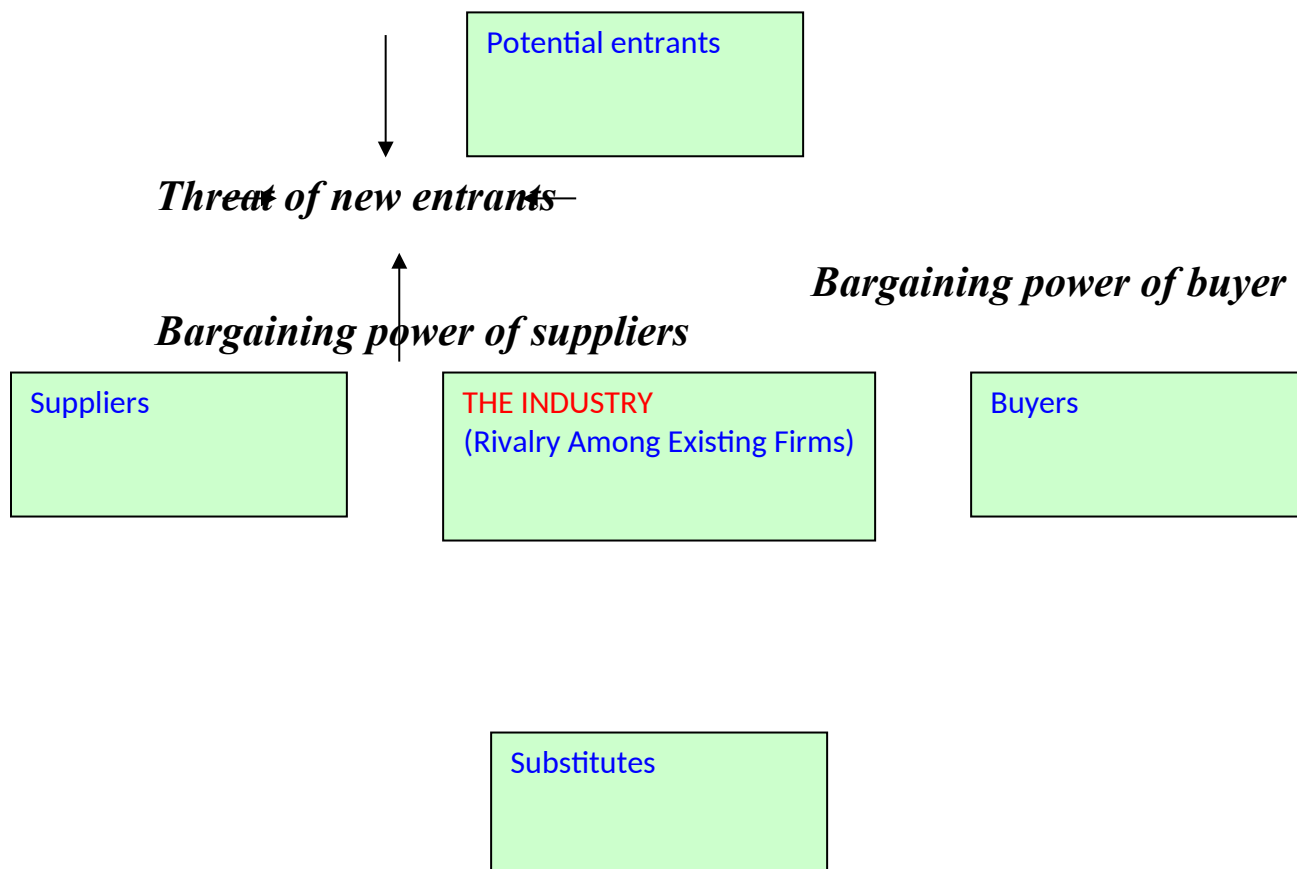 Potential entrants
Threat of new entrants
Bargaining power of buyer
Bargaining power of suppliers
Suppliers
THE INDUSTRY
(Rivalry Among Existing Firms)
Buyers
Substitutes